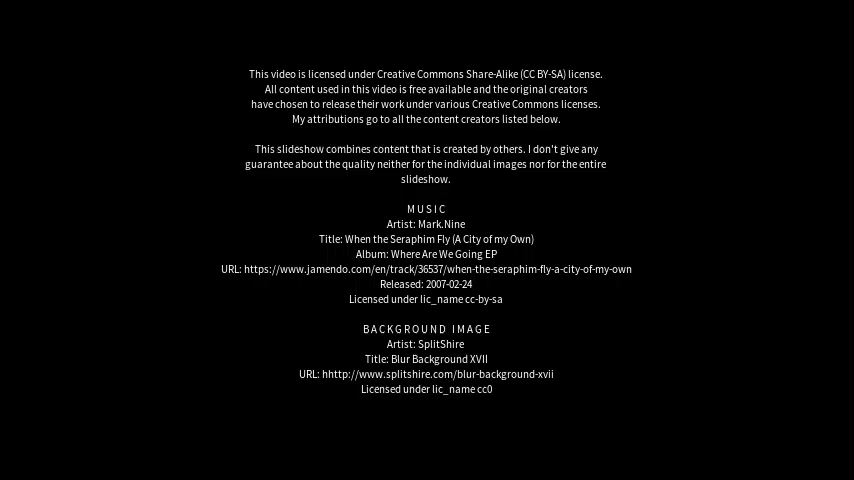 This video is licensed under Creative Commons Share-Alike (CC BY-SA) license.
All content used in this video is free available and the original creators
have chosen to release their work under various Creative Commons licenses.
My attributions go to all the content creators listed below.
This slideshow combines content that is created by others. I don't give any
guarantee about the quality neither for the individual images nor for the entire
slideshow.
MUSIC
Artist: Mark.Nine
Title: When the Seraphim Fly (A City of my Own)
Album: Where Are We Going EP
URL: https://www.jamendo.com/en/track/36537/when-the-seraphim-fly-a-city-of-my-own
Released: 2007-02-24
Licensed under lic_name cc-by-sa
BACKGROUND IMAGE
Artist: SplitShire
Title: Blur Background XVII
URL: hhttp://www.splitshire.com/blur-background-xvii
Licensed under lic_name cc0